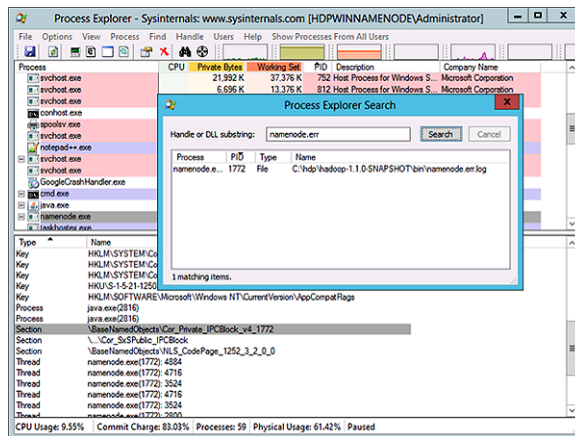 Process Explorer - Sysinternals: www.sysinternals.com [HDPWINNAMENODE\Administrator]
File Options View Process Find Handle Users Help Show Processes From All Users
Process CPU Private Bytes Working Set PID Description Company Name
svchost.exe 21,992 K 37,376 K 752 Host Process for Windows S... Microsoft Corporation
svchost.exe 6,696 K 13,376 K 812 Host Process for Windows S... Microsoft Corporation
svchost.exe
conhost.exe
spoolsv.exe
svchost.exe
notepad++.exe
svchost.exe
svchost.exe
GoogleCrashHandler.exe
cmd.exe
java.exe
namenode.exe
taskhostex.exe
Process Explorer Search
Handle or DLL substring: namenode.err Search Cancel
Process PID Type Name
namenode.e... 1772 File C:\hdp\hadoop-1.1.0-SNAPSHOT\bin\namenode.err.log
1 matching items.
Type Name
Key HKLM\SYSTEM\Co
Key HKLM\SYSTEM\Co
Key HKLM\SYSTEM\Co
Key HKU\S-1-5-21-1250
Key HKLM\SOFTWARE\Microsoft\Windows NT\CurrentVersion\AppCompatFlags
Process java.exe(2816)
Process java.exe(2816)
Section \BaseNamedObjects\Cor_Private_IPCBlock_v4_1772
Section \...\Cor_SxSPublic_IPCBlock
Section \BaseNamedObjects\NLS_CodePage_1252_3_2_0_0
Thread namenode.exe(1772): 4884
Thread namenode.exe(1772): 4716
Thread namenode.exe(1772): 3524
Thread namenode.exe(1772): 4716
Thread namenode.exe(1772): 3524
Thread namenode.exe(1772): 2800
CPU Usage: 9.55% Commit Charge: 83.03% Processes: 59 Physical Usage: 61.42% Paused